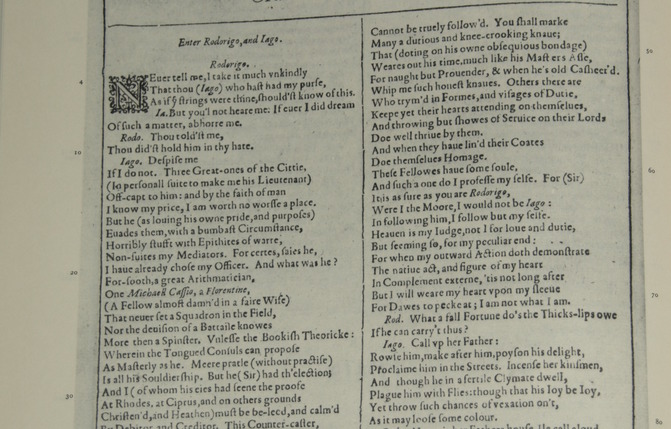 Enter Rodorigo, and Iago.
Rodorigo.
4
NEuer tell me, I take it much vnkindly
That thou (Iago) who hast had my purse,
As if ẏ strings were thine, should'st know of this.
Ia. But you'l not heare me. If euer I did dream
Of such a matter, abhorre me.
Rodo. Thou told'st me,
10
Thou did'st hold him in thy hate.
Iago. Despise me
If I do not. Three Great-ones of the Cittie,
(In personall suite to make me his Lieutenant)
Off-capt to him: and by the faith of man
I know my price, I am worth no worsse a place.
But he (as louing his owne pride, and purposes)
Euades them, with a bumbast Circumstance,
Horribly stufft with Epithites of warre,
Non-suites my Mediators. For certes, saies he,
20
I haue already chose my Officer. And what was he?
For-sooth, a great Arithmatician,
One Michaell Cassio, a Florentine,
(A Fellow almost damn'd in a faire Wife)
That neuer set a Squadron in the Field,
Nor the deuision of a Battaile knowes
More then a Spinster. Vnlesse the Bookish Theoricke:
Wherein the Tongued Consuls can propose
As Masterly as he. Meere pratle (without practise)
Is all his Souldiership. But he (Sir) had th'election;
And I (of whom his eies had seene the proofe
At Rhodes, at Ciprus, and on others grounds
Christen'd, and Heathen) must be be-leed, and calm'd
By Debitor, and Creditor. This Counter-caster,
Cannot be truely follow'd. You shall marke
Many a dutious and knee-crooking knaue;
50
That (doting on his owne obsequious bondage)
Weares out his time, much like his Masters Asse,
For naught but Prouender, & when he's old Casheer'd.
Whip me such honest knaues. Others there are
Who trym'd in Formes, and visages of Dutie,
Keepe yet their hearts attending on themselues,
And throwing but showes of Seruice on their Lords
Doe well thriue by them.
And when they haue lin'd their Coates
Doe themselues Homage.
These Fellowes haue some soule,
60
And such a one do I professe my selfe. For (Sir)
It is as sure as you are Rodorigo,
Were I the Moore, I would not be Iago:
In following him, I follow but my selfe.
Heauen is my Iudge, not I for loue and dutie,
But seeming so, for my peculiar end:
For when my outward Action doth demonstrate
The natiue act, and figure of my heart
In Complement externe, 'tis not long after
But I will weare my heart vpon my sleeue
70
For Dawes to pecke at; I am not what I am.
Rod. What a fall Fortune do's the Thicks-lips owe
If he can carry't thus?
Iago. Call vp her Father:
Rowse him, make after him, poyson his delight,
Proclaime him in the Streets. Incense her kinsmen,
And though he in a fertile Clymate dwell,
Plague him with Flies: though that his Ioy be Ioy,
Yet throw such chances of vexation on't,
As it may loose some colour.
80